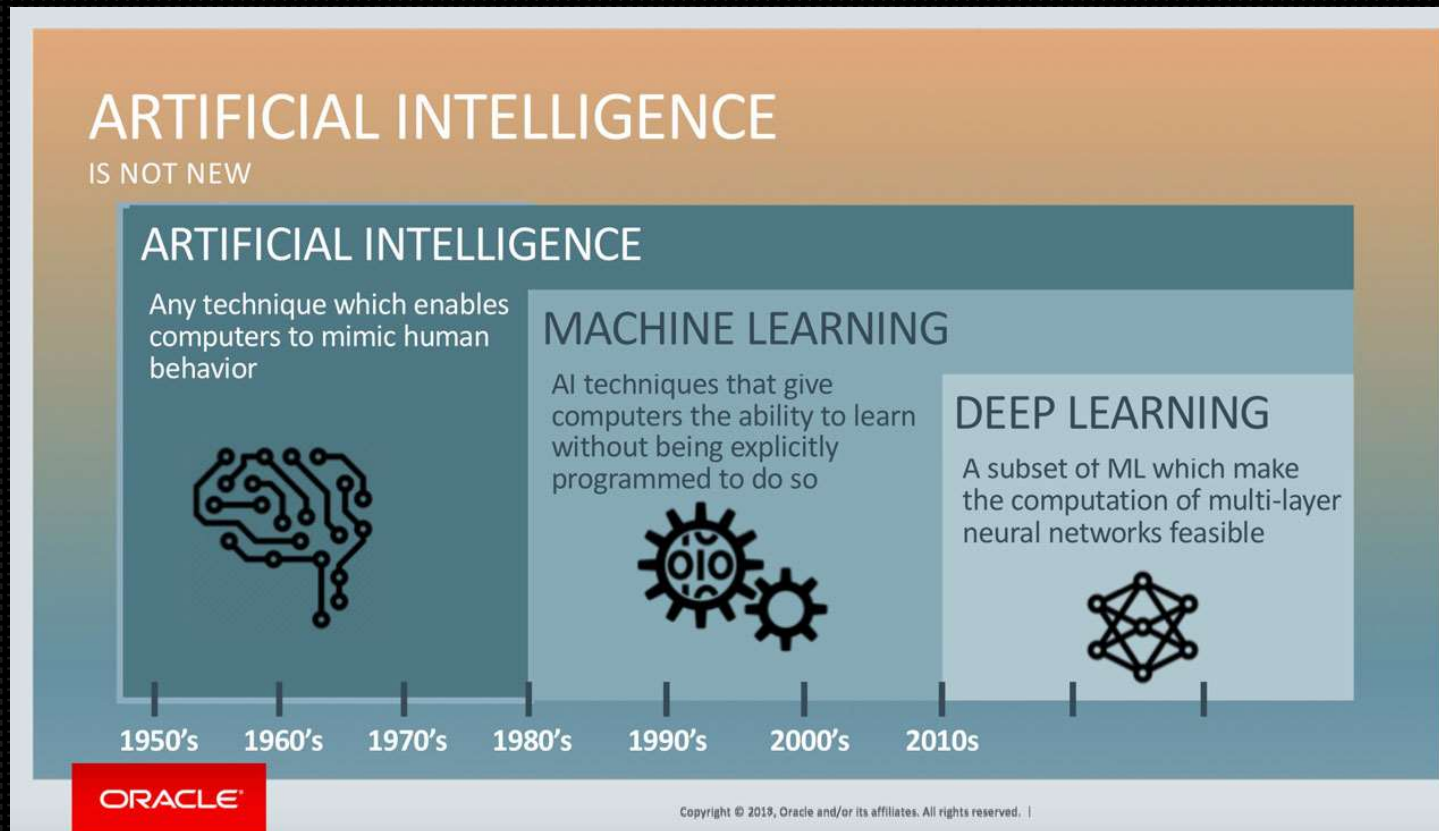 ARTIFICIAL INTELLIGENCE
IS NOT NEW
ARTIFICIAL INTELLIGENCE
Any technique which enables
computers to mimic human
behavior
MACHINE LEARNING
AI techniques that give
computers the ability to learn
without being explicitly
programmed to do so
DEEP LEARNING
A subset of ML which make
the computation of multi-layer
neural networks feasible
1950's 1960's 1970's 1980's 1990's 2000's 2010s
ORACLE®
Copyright © 2018, Oracle and/or its affiliates. All rights reserved. |